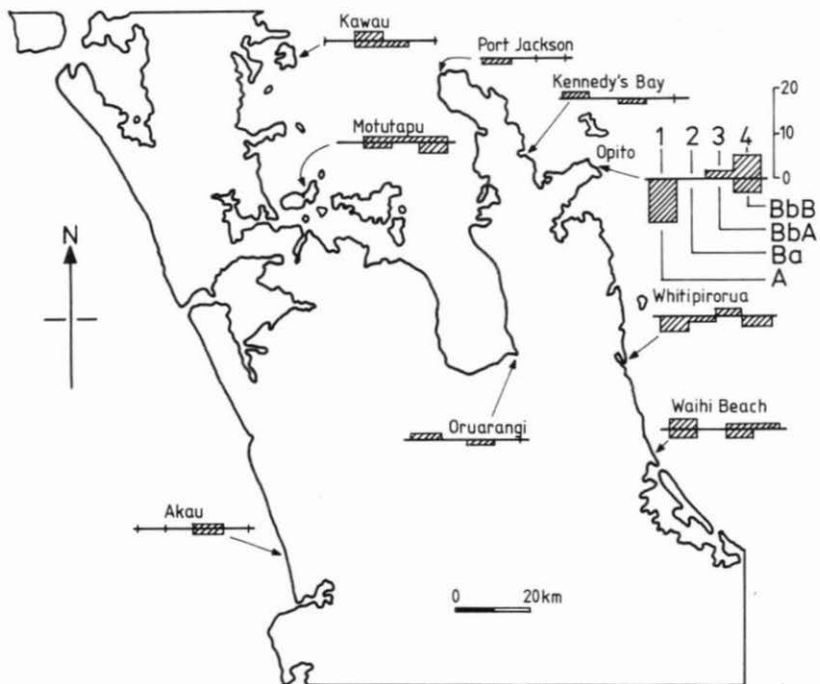 Kawau
Port Jackson
Kennedy's Bay
20
Motutapu
1 2 3 4
10
Opito
0
BbB
N
BbA
Ba
A
Whitipirorua
Waihi Beach
Oruarangi
Akau
0 20km